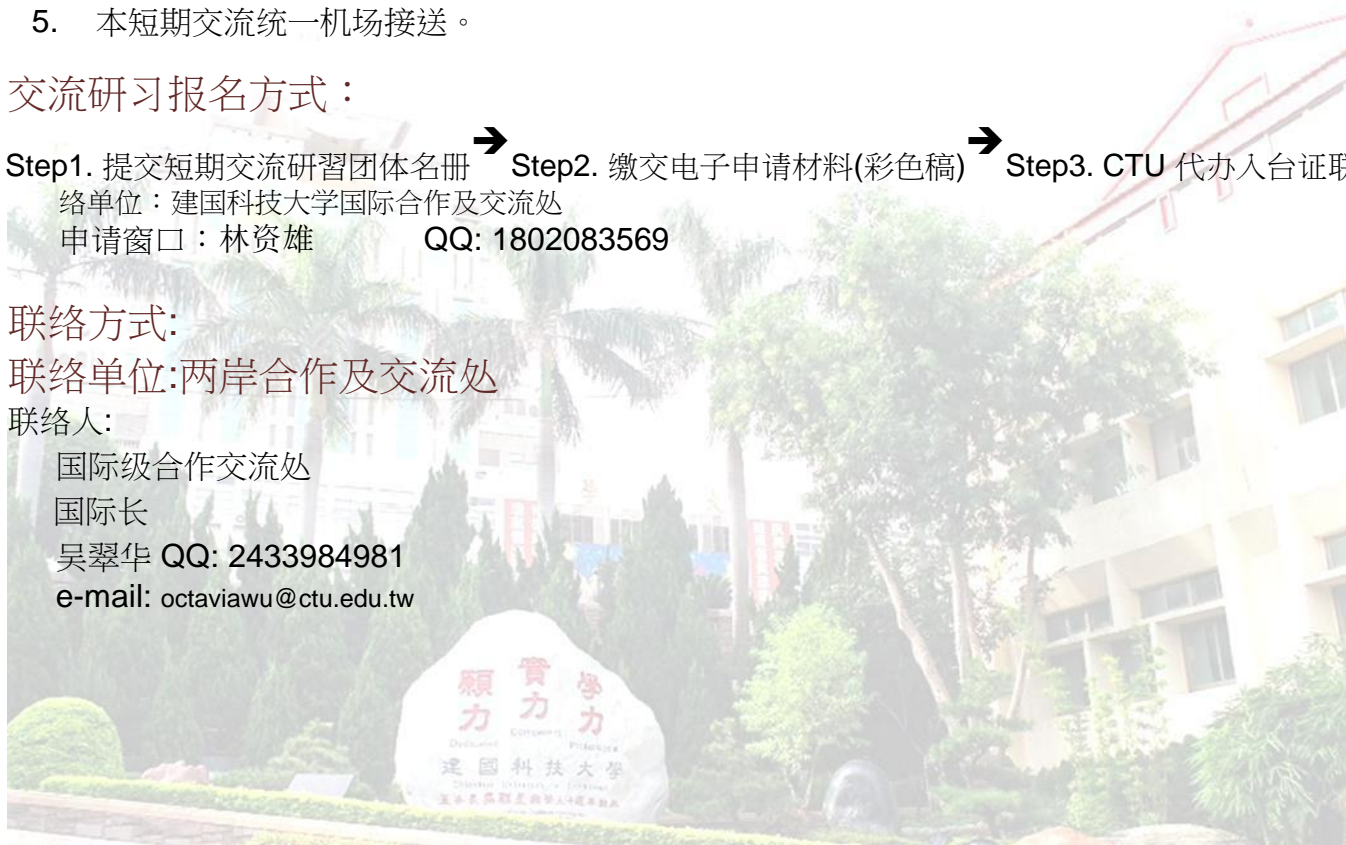 5. 本短期交流统一机场接送。
交流研习报名方式：
Step1. 提交短期交流研習团体名册➔Step2. 缴交电子申请材料(彩色稿)➔Step3. CTU 代办入台证联
络单位：建国科技大学国际合作及交流处
申请窗口：林资雄 QQ: 1802083569
联络方式:
联络单位:两岸合作及交流处
联络人:
国际级合作交流处
国际长
吴翠华 QQ: 2433984981
e-mail: octaviawu@ctu.edu.tw
願力 實力 學力
建國科技大學